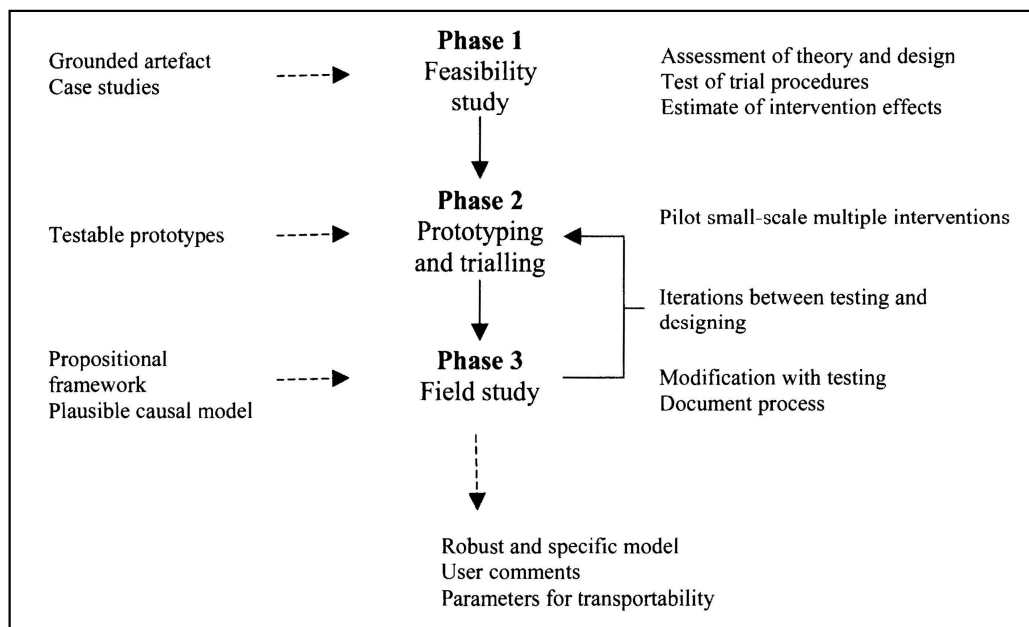 Grounded artefact
Case studies
Phase 1
Feasibility
study
Assessment of theory and design
Test of trial procedures
Estimate of intervention effects
Testable prototypes
Phase 2
Prototyping
and trialling
Pilot small-scale multiple interventions
Iterations between testing and
designing
Propositional
framework
Plausible causal model
Phase 3
Field study
Modification with testing
Document process
Robust and specific model
User comments
Parameters for transportability